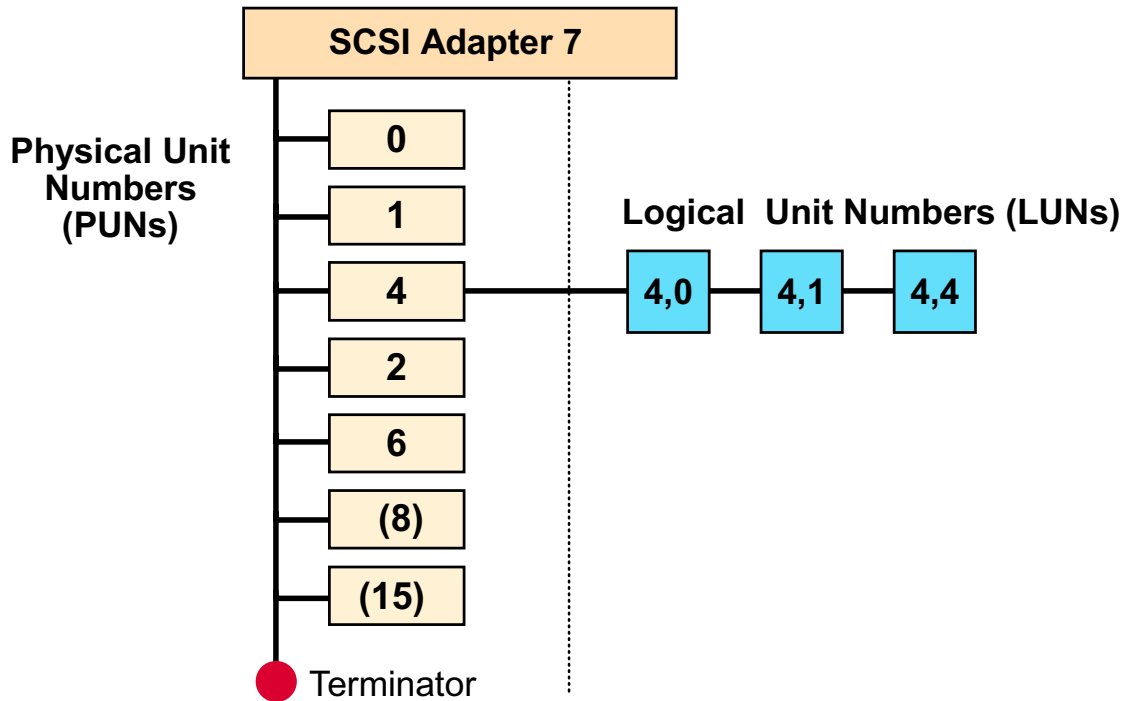 SCSI Adapter 7
Physical Unit
Numbers
(PUNs)
0
1
4
2
6
(8)
(15)
Terminator
Logical Unit Numbers (LUNs)
4,0
4,1
4,4